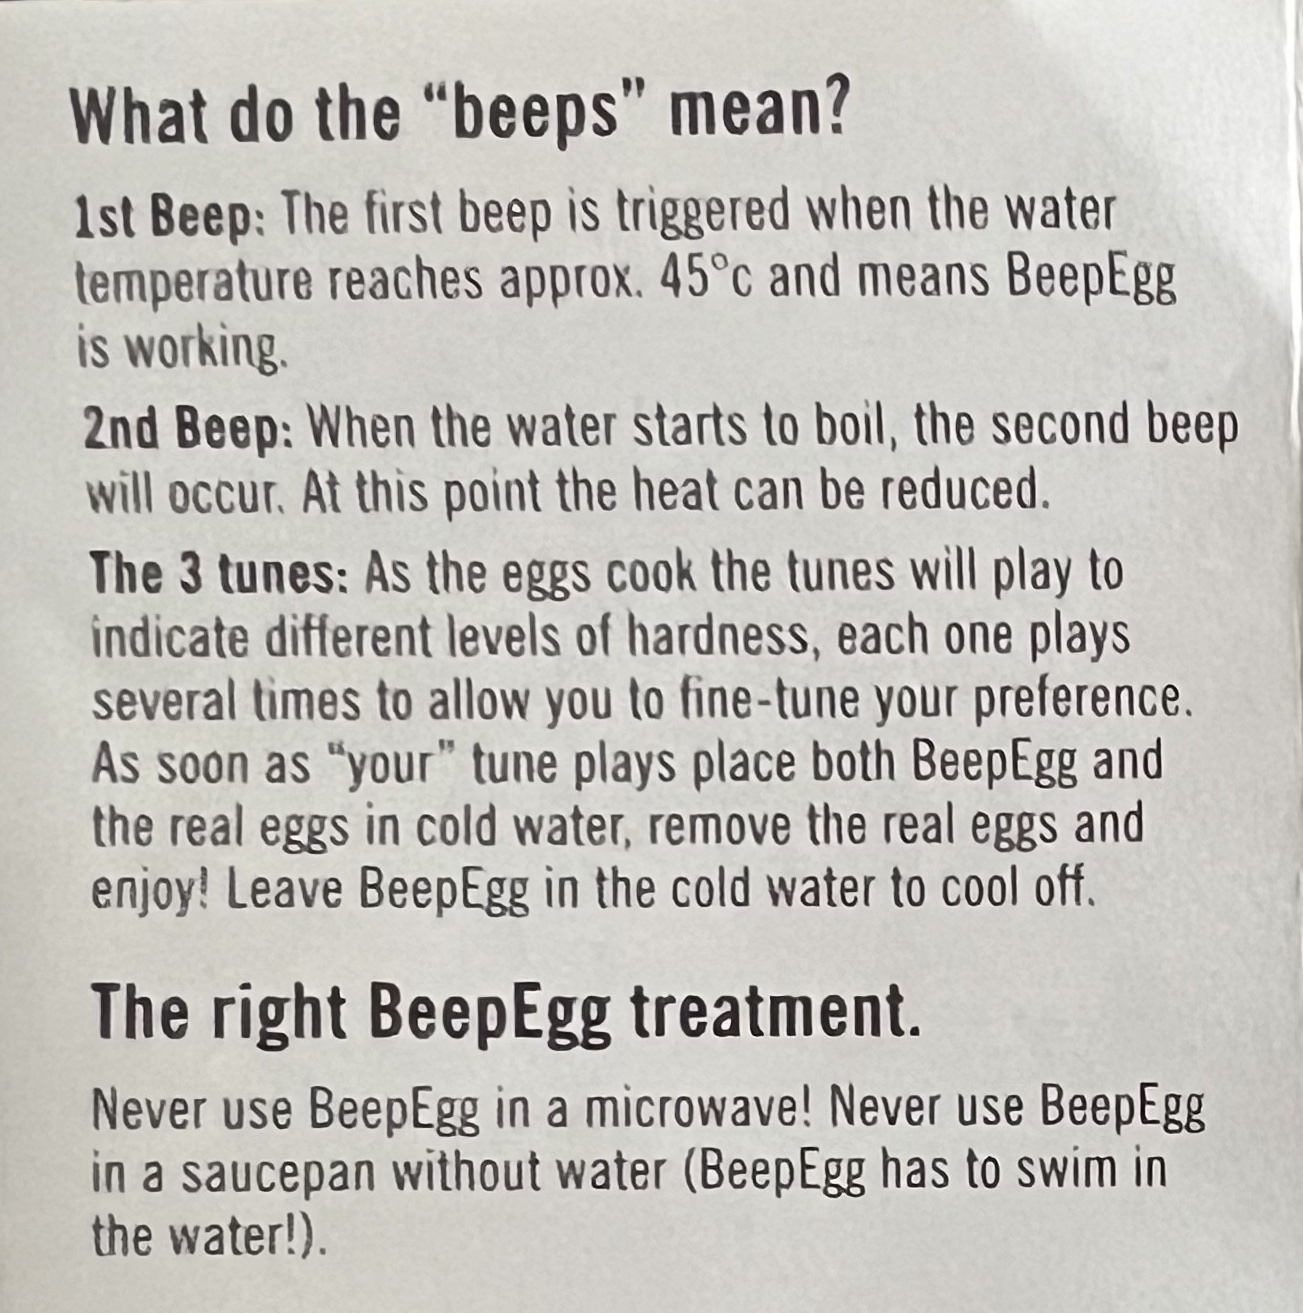 What do the “beeps” mean?
1st Beep: The first beep is triggered when the water
temperature reaches approx. 45°c and means BeepEgg
is working.
2nd Beep: When the water starts to boil, the second beep
will occur. At this point the heat can be reduced.
The 3 tunes: As the eggs cook the tunes will play to
indicate different levels of hardness, each one plays
several times to allow you to fine-tune your preference.
As soon as “your” tune plays place both BeepEgg and
the real eggs in cold water, remove the real eggs and
enjoy! Leave BeepEgg in the cold water to cool off.
The right BeepEgg treatment.
Never use BeepEgg in a microwave! Never use BeepEgg
in a saucepan without water (BeepEgg has to swim in
the water!).